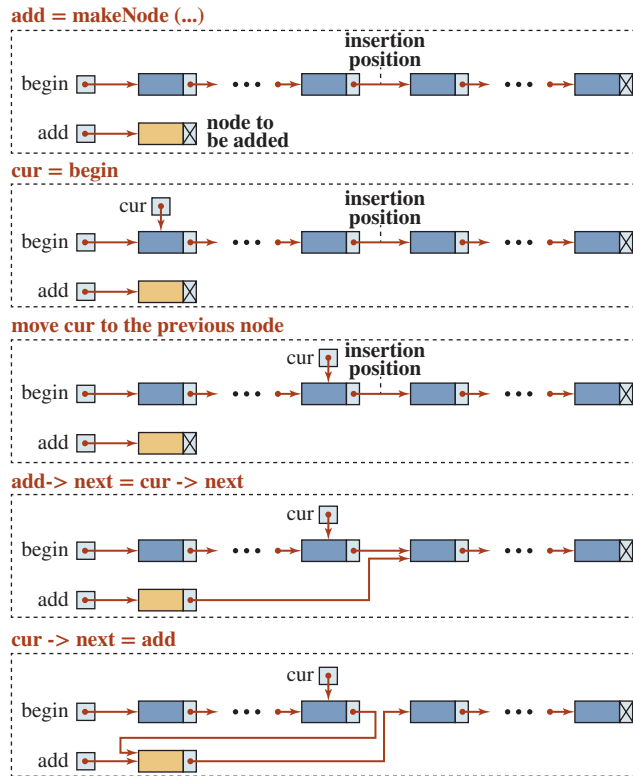 add = makeNode (...)
insertion
position
begin
add
node to
be added
cur = begin
cur
insertion
position
begin
add
move cur to the previous node
cur
insertion
position
begin
add
add-> next = cur -> next
cur
begin
add
cur -> next = add
cur
begin
add